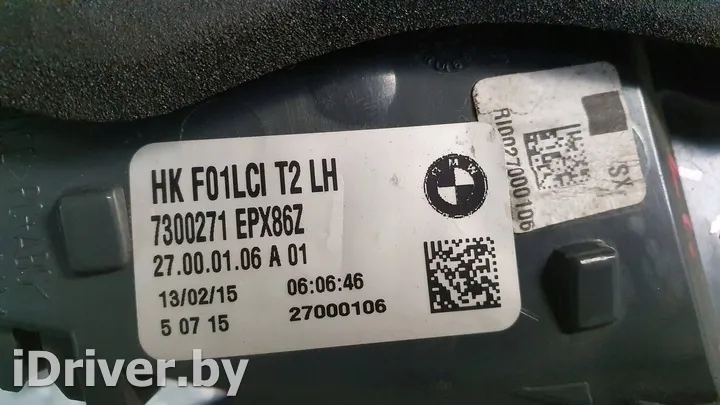 HK F01LCI T2 LH
7300271 EPX86Z
27.00.01.06 A 01
13/02/15 06:06:46
5 07 15 27000106
BMW
SX
RI0027000106
iDriver.by